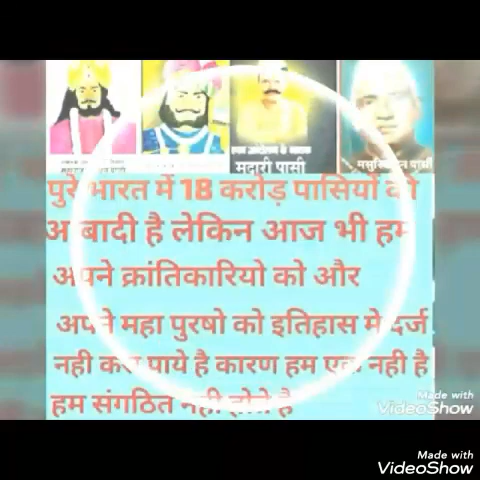 मदारी पासी
पुरे भारत में 18 करोड़ पासियों की
आबादी है लेकिन आज भी हम
अपने क्रांतिकारियो को और
अपने महा पुरषो को इतिहास मे दर्ज
नही कर पाये है कारण हम एक नही है
हम संगठित नही होते है
Made with
VideoShow
Made with
VideoShow